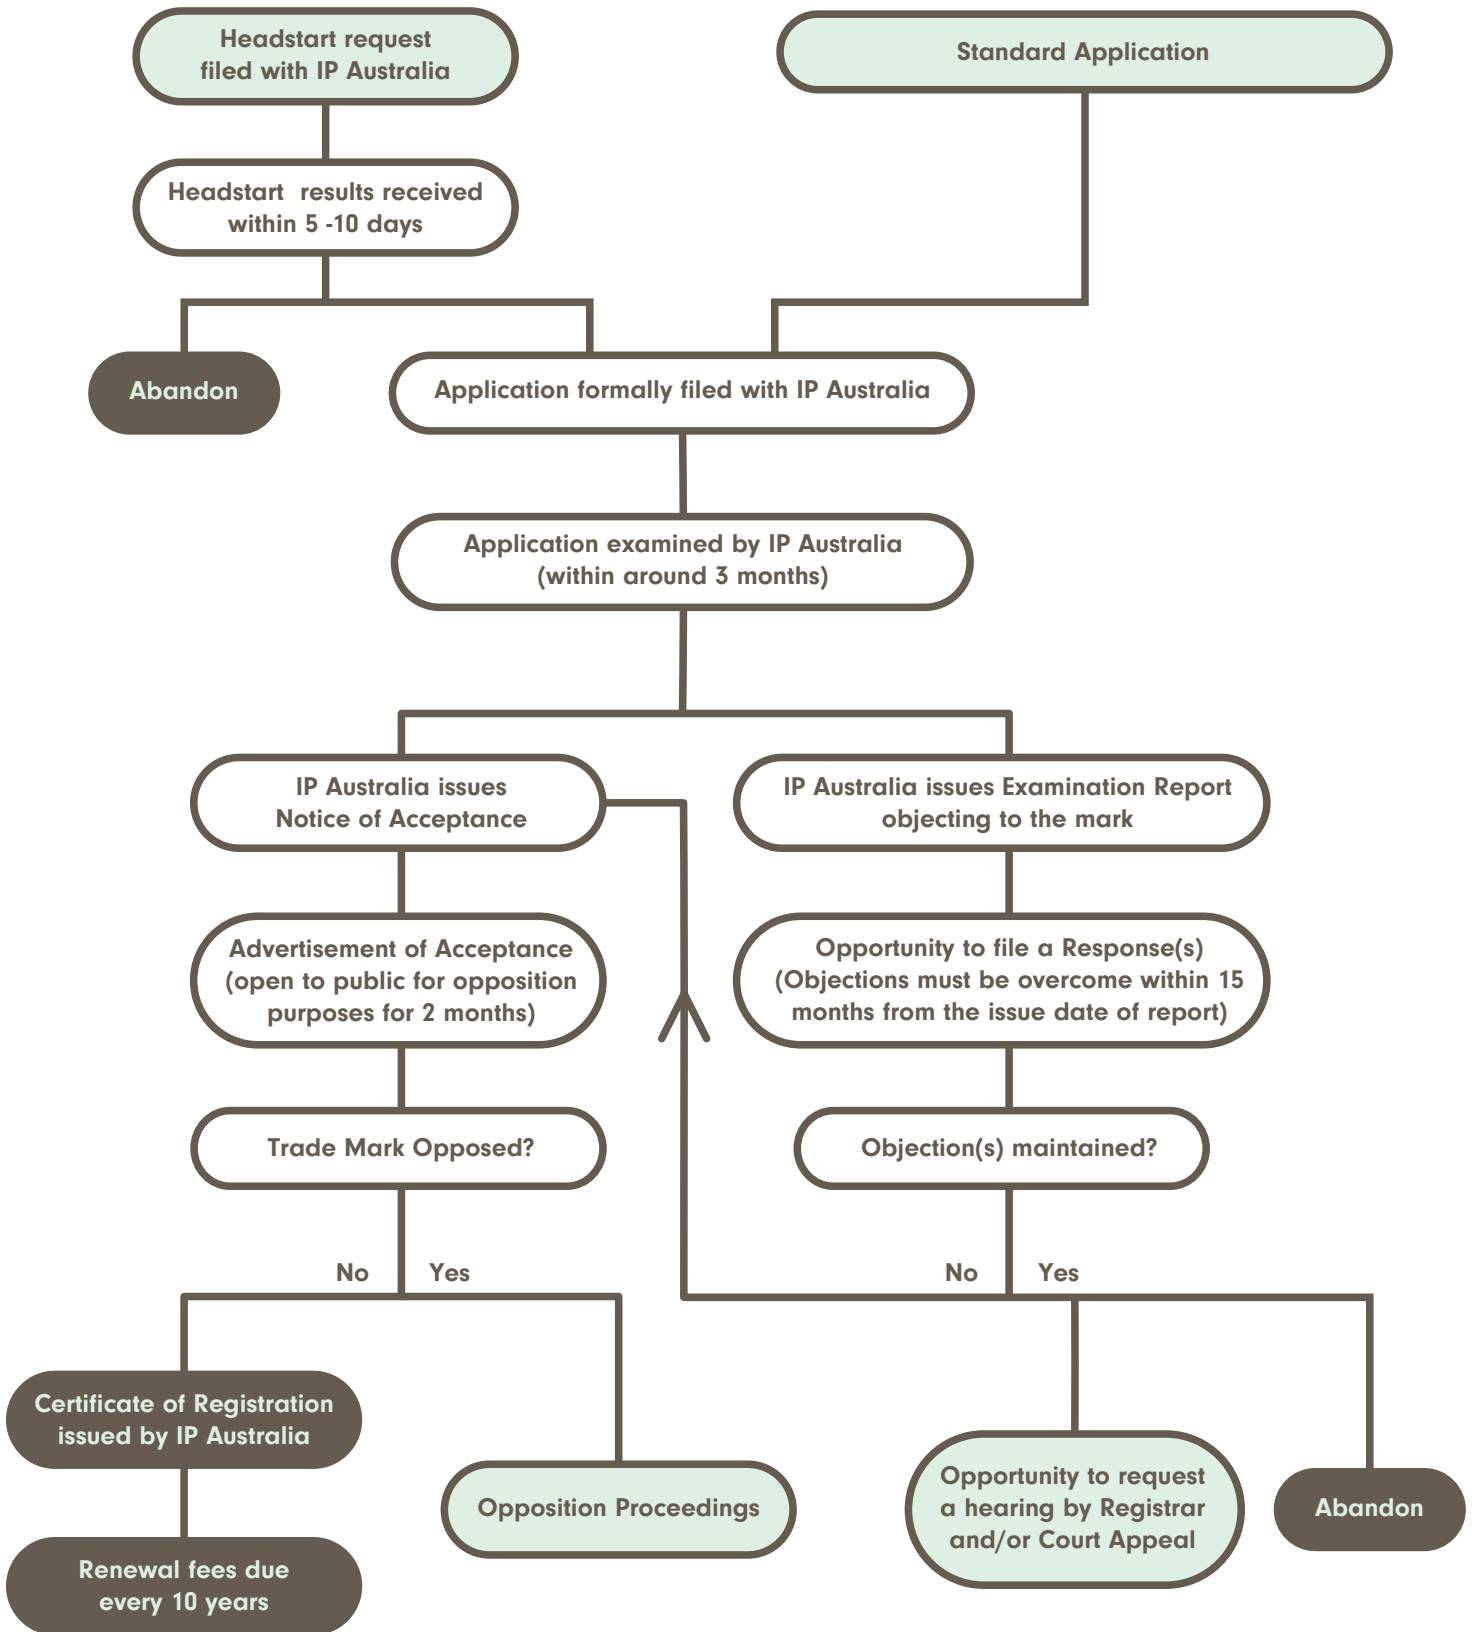 Headstart request
filed with IP Australia
Standard Application
Headstart  results received
within 5 -10 days
Abandon
Application formally filed with IP Australia
Application examined by IP Australia
(within around 3 months)
IP Australia issues
Notice of Acceptance
IP Australia issues Examination Report
objecting to the mark
Advertisement of Acceptance
(open to public for opposition
purposes for 2 months)
Opportunity to file a Response(s)
(Objections must be overcome within 15
months from the issue date of report)
Trade Mark Opposed?
Objection(s) maintained?
No
Yes
No
Yes
Certificate of Registration
issued by IP Australia
Opposition Proceedings
Opportunity to request
a hearing by Registrar
and/or Court Appeal
Abandon
Renewal fees due
every 10 years